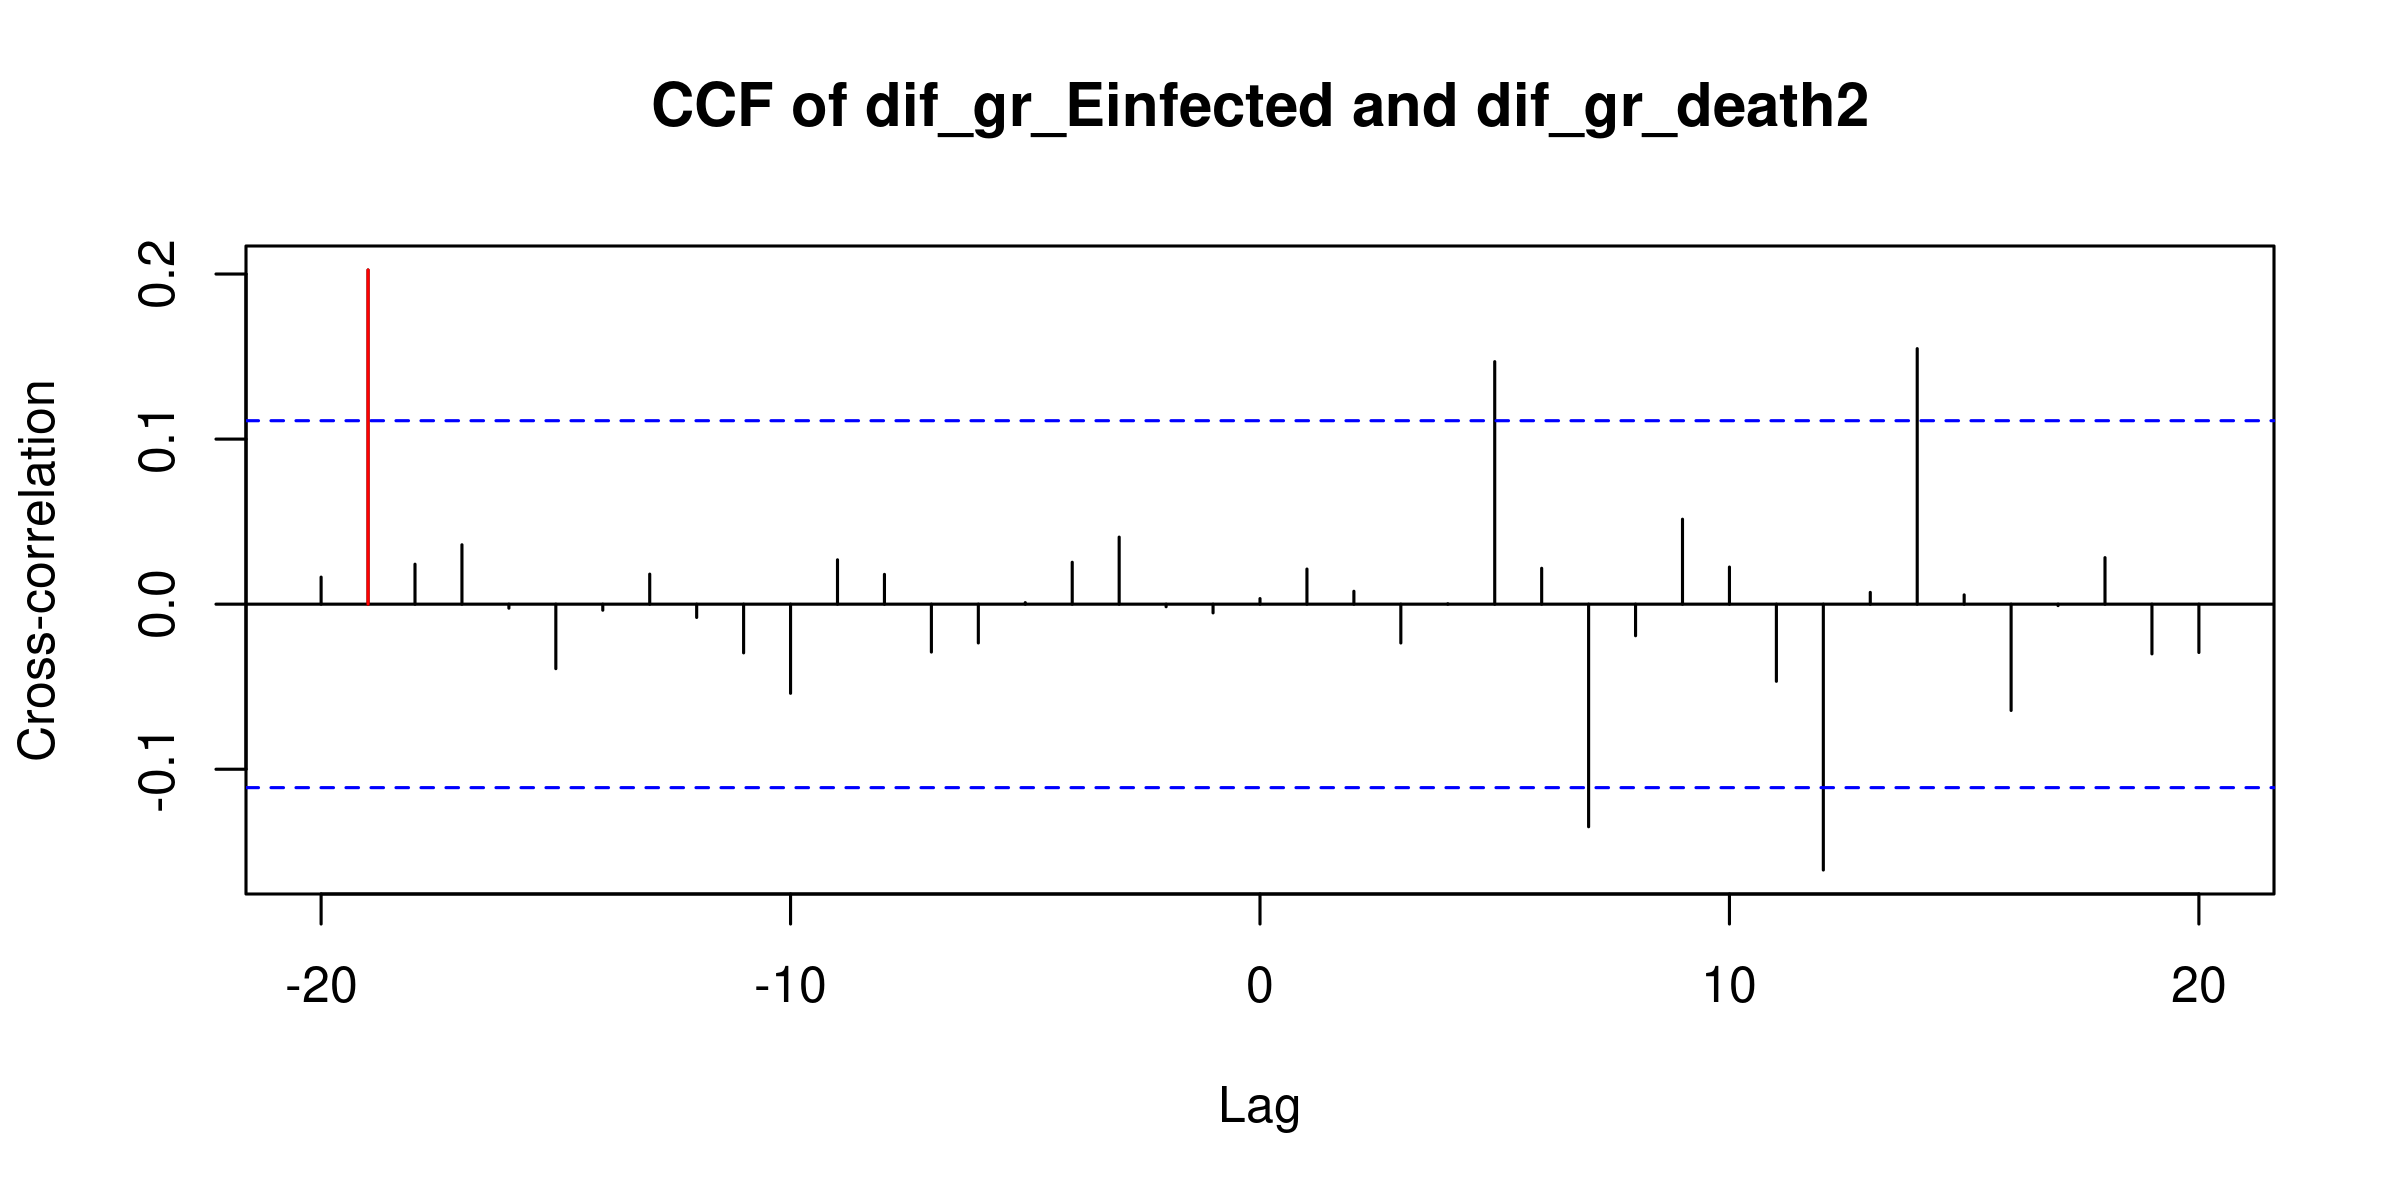 CCF of dif_gr_Einfected and dif_gr_death2
Cross-correlation
0.2
0.1
0.0
-0.1
-20 -10 0 10 20
Lag